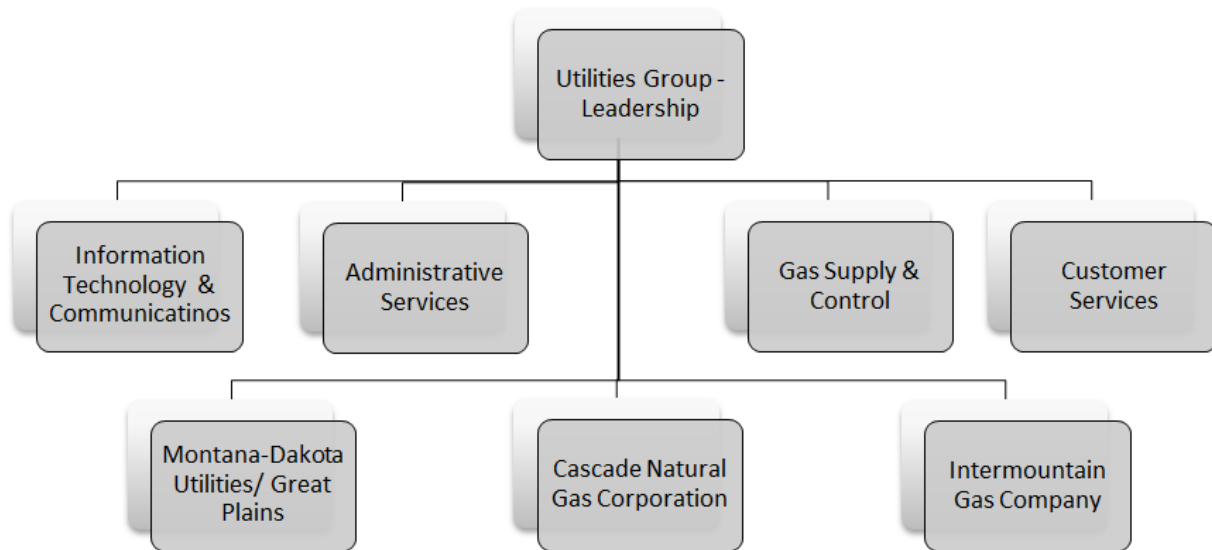 Utilities Group -
Leadership
Information
Technology &
Communicatinos
Administrative
Services
Gas Supply &
Control
Customer
Services
Montana-Dakota
Utilities/ Great
Plains
Cascade Natural
Gas Corporation
Intermountain
Gas Company